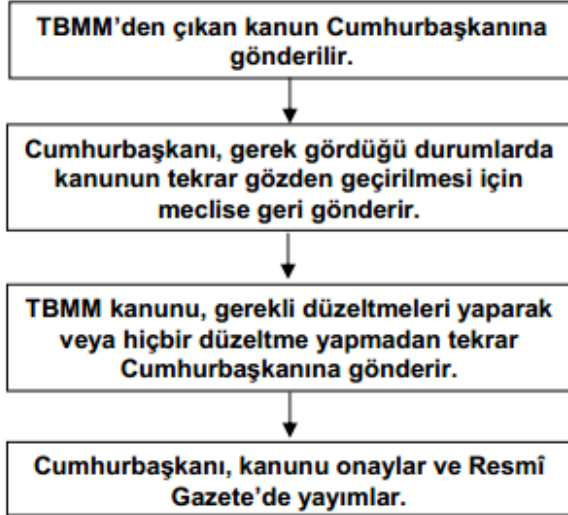 TBMM’den çıkan kanun Cumhurbaşkanına
gönderilir.
Cumhurbaşkanı, gerek gördüğü durumlarda
kanunun tekrar gözden geçirilmesi için
meclise geri gönderir.
TBMM kanunu, gerekli düzeltmeleri yaparak
veya hiçbir düzeltme yapmadan tekrar
Cumhurbaşkanına gönderir.
Cumhurbaşkanı, kanunu onaylar ve Resmî
Gazete’de yayımlar.